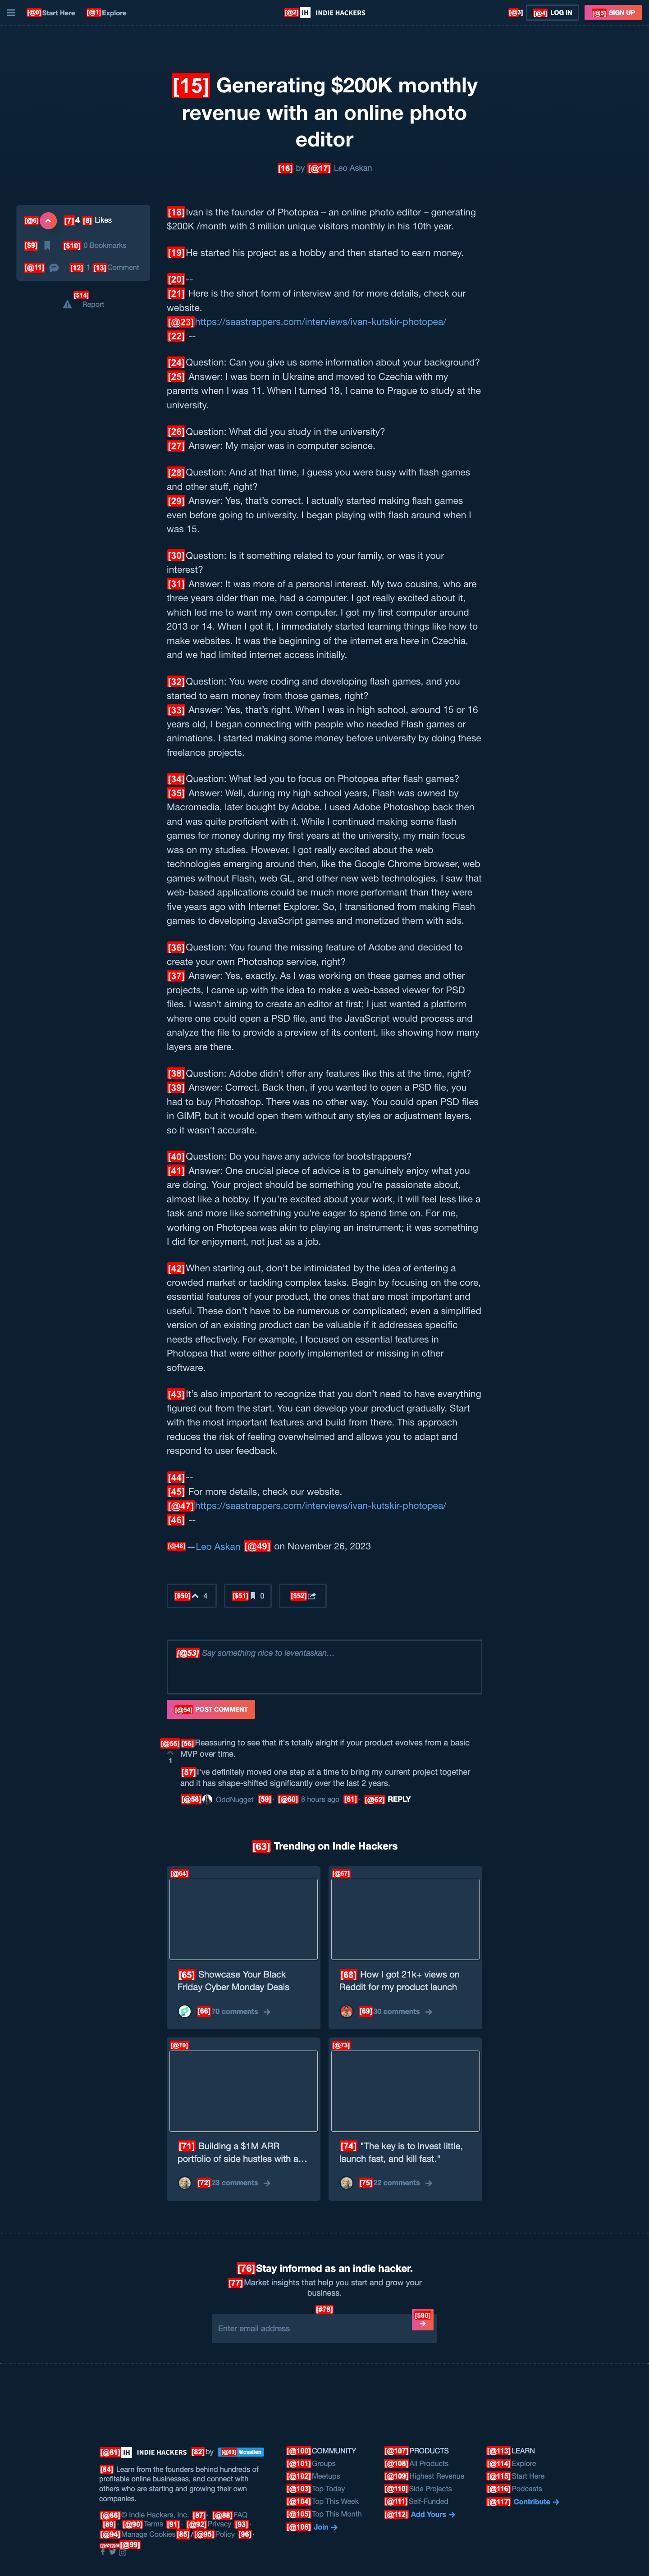 [@0] Start Here [@1] Explore [@2] IH INDIE HACKERS [@3] [@4] LOG IN [@5] SIGN UP
[15] Generating $200K monthly
revenue with an online photo
editor
[16] by [@17] Leo Askan
[@6] [7] 4 [8] Likes
[$9] [$10] 0 Bookmarks
[@11] [12] 1 [13] Comment
[$14]
Report
[18]Ivan is the founder of Photopea – an online photo editor – generating
$200K /month with 3 million unique visitors monthly in his 10th year.
[19]He started his project as a hobby and then started to earn money.
[20]--
[21] Here is the short form of interview and for more details, check our
website.
[@23]https://saastrappers.com/interviews/ivan-kutskir-photopea/
[22] --
[24]Question: Can you give us some information about your background?
[25] Answer: I was born in Ukraine and moved to Czechia with my
parents when I was 11. When I turned 18, I came to Prague to study at the
university.
[26]Question: What did you study in the university?
[27] Answer: My major was in computer science.
[28]Question: And at that time, I guess you were busy with flash games
and other stuff, right?
[29] Answer: Yes, that's correct. I actually started making flash games
even before going to university. I began playing with flash around when I
was 15.
[30]Question: Is it something related to your family, or was it your
interest?
[31] Answer: It was more of a personal interest. My two cousins, who are
three years older than me, had a computer. I got really excited about it,
which led me to want my own computer. I got my first computer around
2013 or 14. When I got it, I immediately started learning things like how to
make websites. It was the beginning of the internet era here in Czechia,
and we had limited internet access initially.
[32]Question: You were coding and developing flash games, and you
started to earn money from those games, right?
[33] Answer: Yes, that's right. When I was in high school, around 15 or 16
years old, I began connecting with people who needed Flash games or
animations. I started making some money before university doing these
freelance projects.
[34]Question: What led you to focus on Photopea after flash games?
[35] Answer: Well, during my high school years, Flash was owned by
Macromedia, later bought by Adobe. I used Adobe Photoshop back then
and was quite proficient with it. While I continued making some flash
games for money during my first years at the university, my main focus
was on my studies. However, I got really excited about the web
technologies emerging around then, like the Google Chrome browser, web
games without Flash, web GL, and other new web technologies. I saw that
web-based applications could be much more performant than they were
five years ago with Internet Explorer. So, I transitioned from making Flash
games to developing JavaScript games and monetized them with ads.
[36]Question: You found the missing feature of Adobe and decided to
create your own Photoshop service, right?
[37] Answer: Yes, exactly. As I was working on these games and other
projects, I came up with the idea to make a web-based viewer for PSD
files. I wasn't aiming to create an editor at first; I just wanted a platform
where one could open a PSD file, and the JavaScript would process and
analyze the file to provide a preview of its content, like showing how many
layers are there.
[38]Question: Adobe didn't offer any features like this at the time, right?
[39] Answer: Correct. Back then, if you wanted to open a PSD file, you
had to buy Photoshop. There was no other way. You could open PSD files
in GIMP, but it would open them without any styles or adjustment layers,
so it wasn't accurate.
[40]Question: Do you have any advice for bootstrappers?
[41] Answer: One crucial piece of advice is to genuinely enjoy what you
are doing. Your project should be something you're passionate about,
almost like a hobby. If you're excited about your work, it will feel less like a
task and more like something you're eager to spend time on. For me,
working on Photopea was akin to playing an instrument; it was something
I did for enjoyment, not just as a job.
[42]When starting out, don't be intimidated by the idea of entering a
crowded market or tackling complex tasks. Begin by focusing on the core,
essential features of your product, the ones that are most important and
useful. These don't have to be numerous or complicated; even a simplified
version of an existing product can be valuable if it addresses specific
needs effectively. For example, I focused on essential features in
Photopea that were either poorly implemented or missing in other
software.
[43]It's also important to recognize that you don't need to have everything
figured out from the start. You can develop your product gradually. Start
with the most important features and build from there. This approach
reduces the risk of feeling overwhelmed and allows you to adapt and
respond to user feedback.
[44]--
[45] For more details, check our website.
[@47]https://saastrappers.com/interviews/ivan-kutskir-photopea/
[46] --
[@48] —Leo Askan [@49] on November 26, 2023
[$50] 4 [$51] 0 [$52]
[@53] Say something nice to leventaskan…
[@54] POST COMMENT
[@55] [56]Reassuring to see that it's totally alright if your product evolves from a basic
MVP over time.
1
[57]I've definitely moved one step at a time to bring my current project together
and it has shape-shifted significantly over the last 2 years.
[@58] OddNugget [59]· [@60] 8 hours ago [61]· [@62] REPLY
[63] Trending on Indie Hackers
[@64] [@67]
[65] Showcase Your Black
Friday Cyber Monday Deals
[66]70 comments
[68] How I got 21k+ views on
Reddit for my product launch
[69]30 comments
[@70] [@73]
[71] Building a $1M ARR
portfolio of side hustles with a…
[72]23 comments
[74] "The key is to invest little,
launch fast, and kill fast."
[75]22 comments
[76]Stay informed as an indie hacker.
[77]Market insights that help you start and grow your
business.
[#78]
Enter email address [$80]
[@81] IH INDIE HACKERS [82]by [@83] @csallen
[84] Learn from the founders behind hundreds of
profitable online businesses, and connect with
others who are starting and growing their own
companies.
[@86]© Indie Hackers, Inc. [87]· [@88]FAQ
[89]· [@90]Terms [91]· [@92]Privacy [93]·
[@94]Manage Cookies[85]/[@95]Policy [96]·
[@99]
[@100]COMMUNITY
[@101]Groups
[@102]Meetups
[@103]Top Today
[@104]Top This Week
[@105]Top This Month
[@106] Join
[@107]PRODUCTS
[@108]All Products
[@109]Highest Revenue
[@110]Side Projects
[@111]Self-Funded
[@112] Add Yours
[@113]LEARN
[@114]Explore
[@115]Start Here
[@116]Podcasts
[@117] Contribute